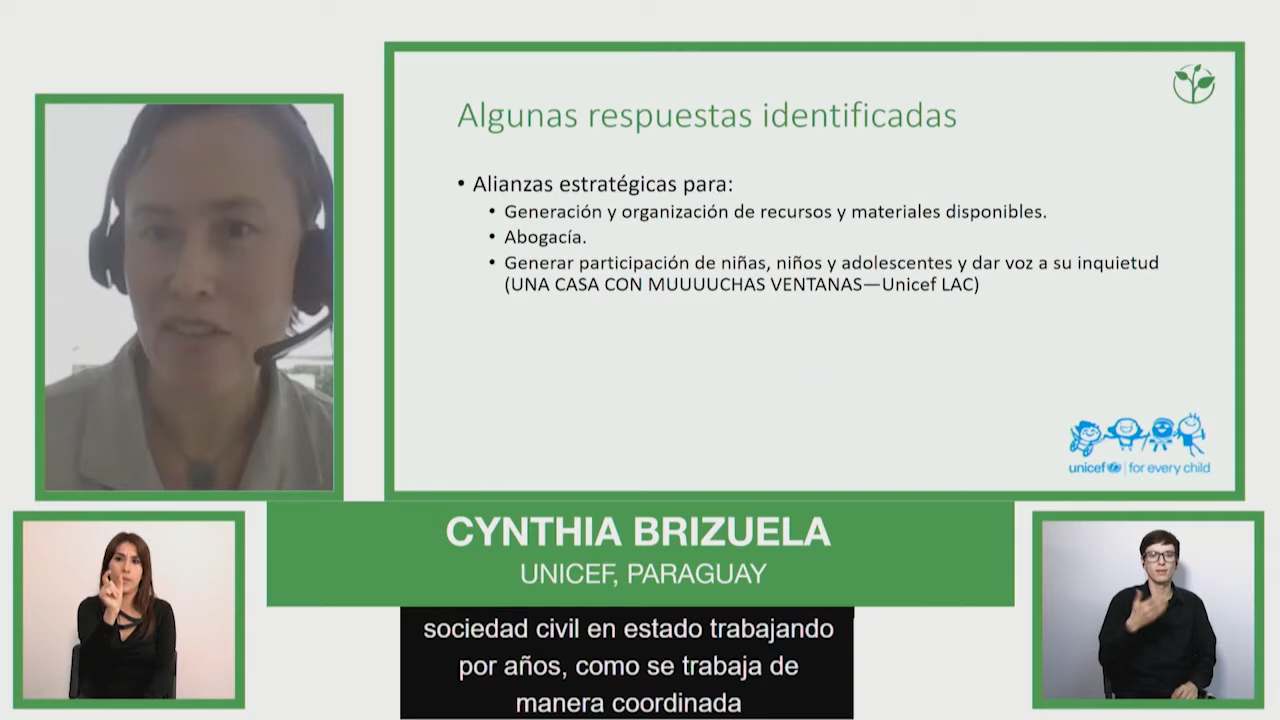 Algunas respuestas identificadas
• Alianzas estratégicas para:
• Generación y organización de recursos y materiales disponibles.
• Abogacía.
• Generar participación de niñas, niños y adolescentes y dar voz a su inquietud
(UNA CASA CON MUUUUCHAS VENTANAS—Unicef LAC)
unicef | for every child
CYNTHIA BRIZUELA
UNICEF, PARAGUAY
sociedad civil en estado trabajando
por años, como se trabaja de
manera coordinada